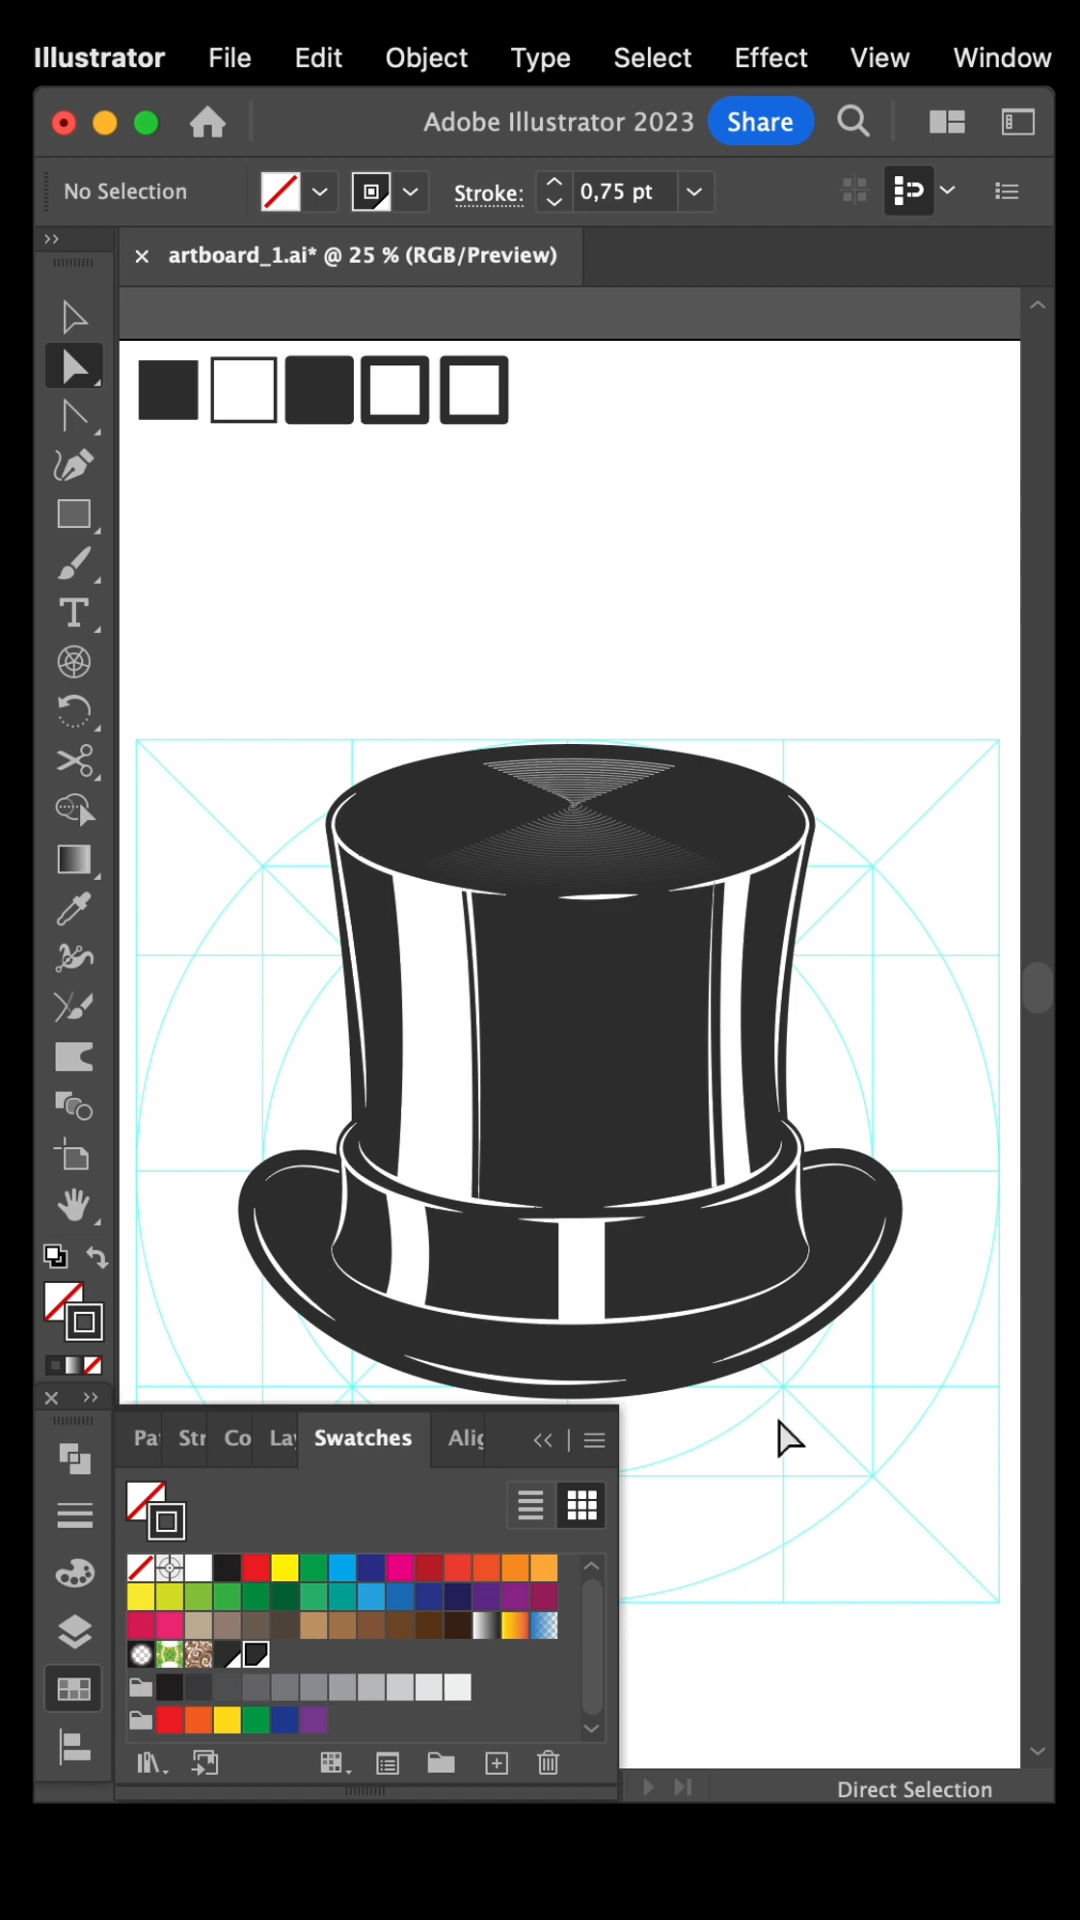 Illustrator File Edit Object Type Select Effect View Window
Adobe Illustrator 2023 Share
No Selection Stroke: 0,75 pt
artboard_1.ai* @ 25 % (RGB/Preview)
Pa Str Co La Swatches Alig
Direct Selection